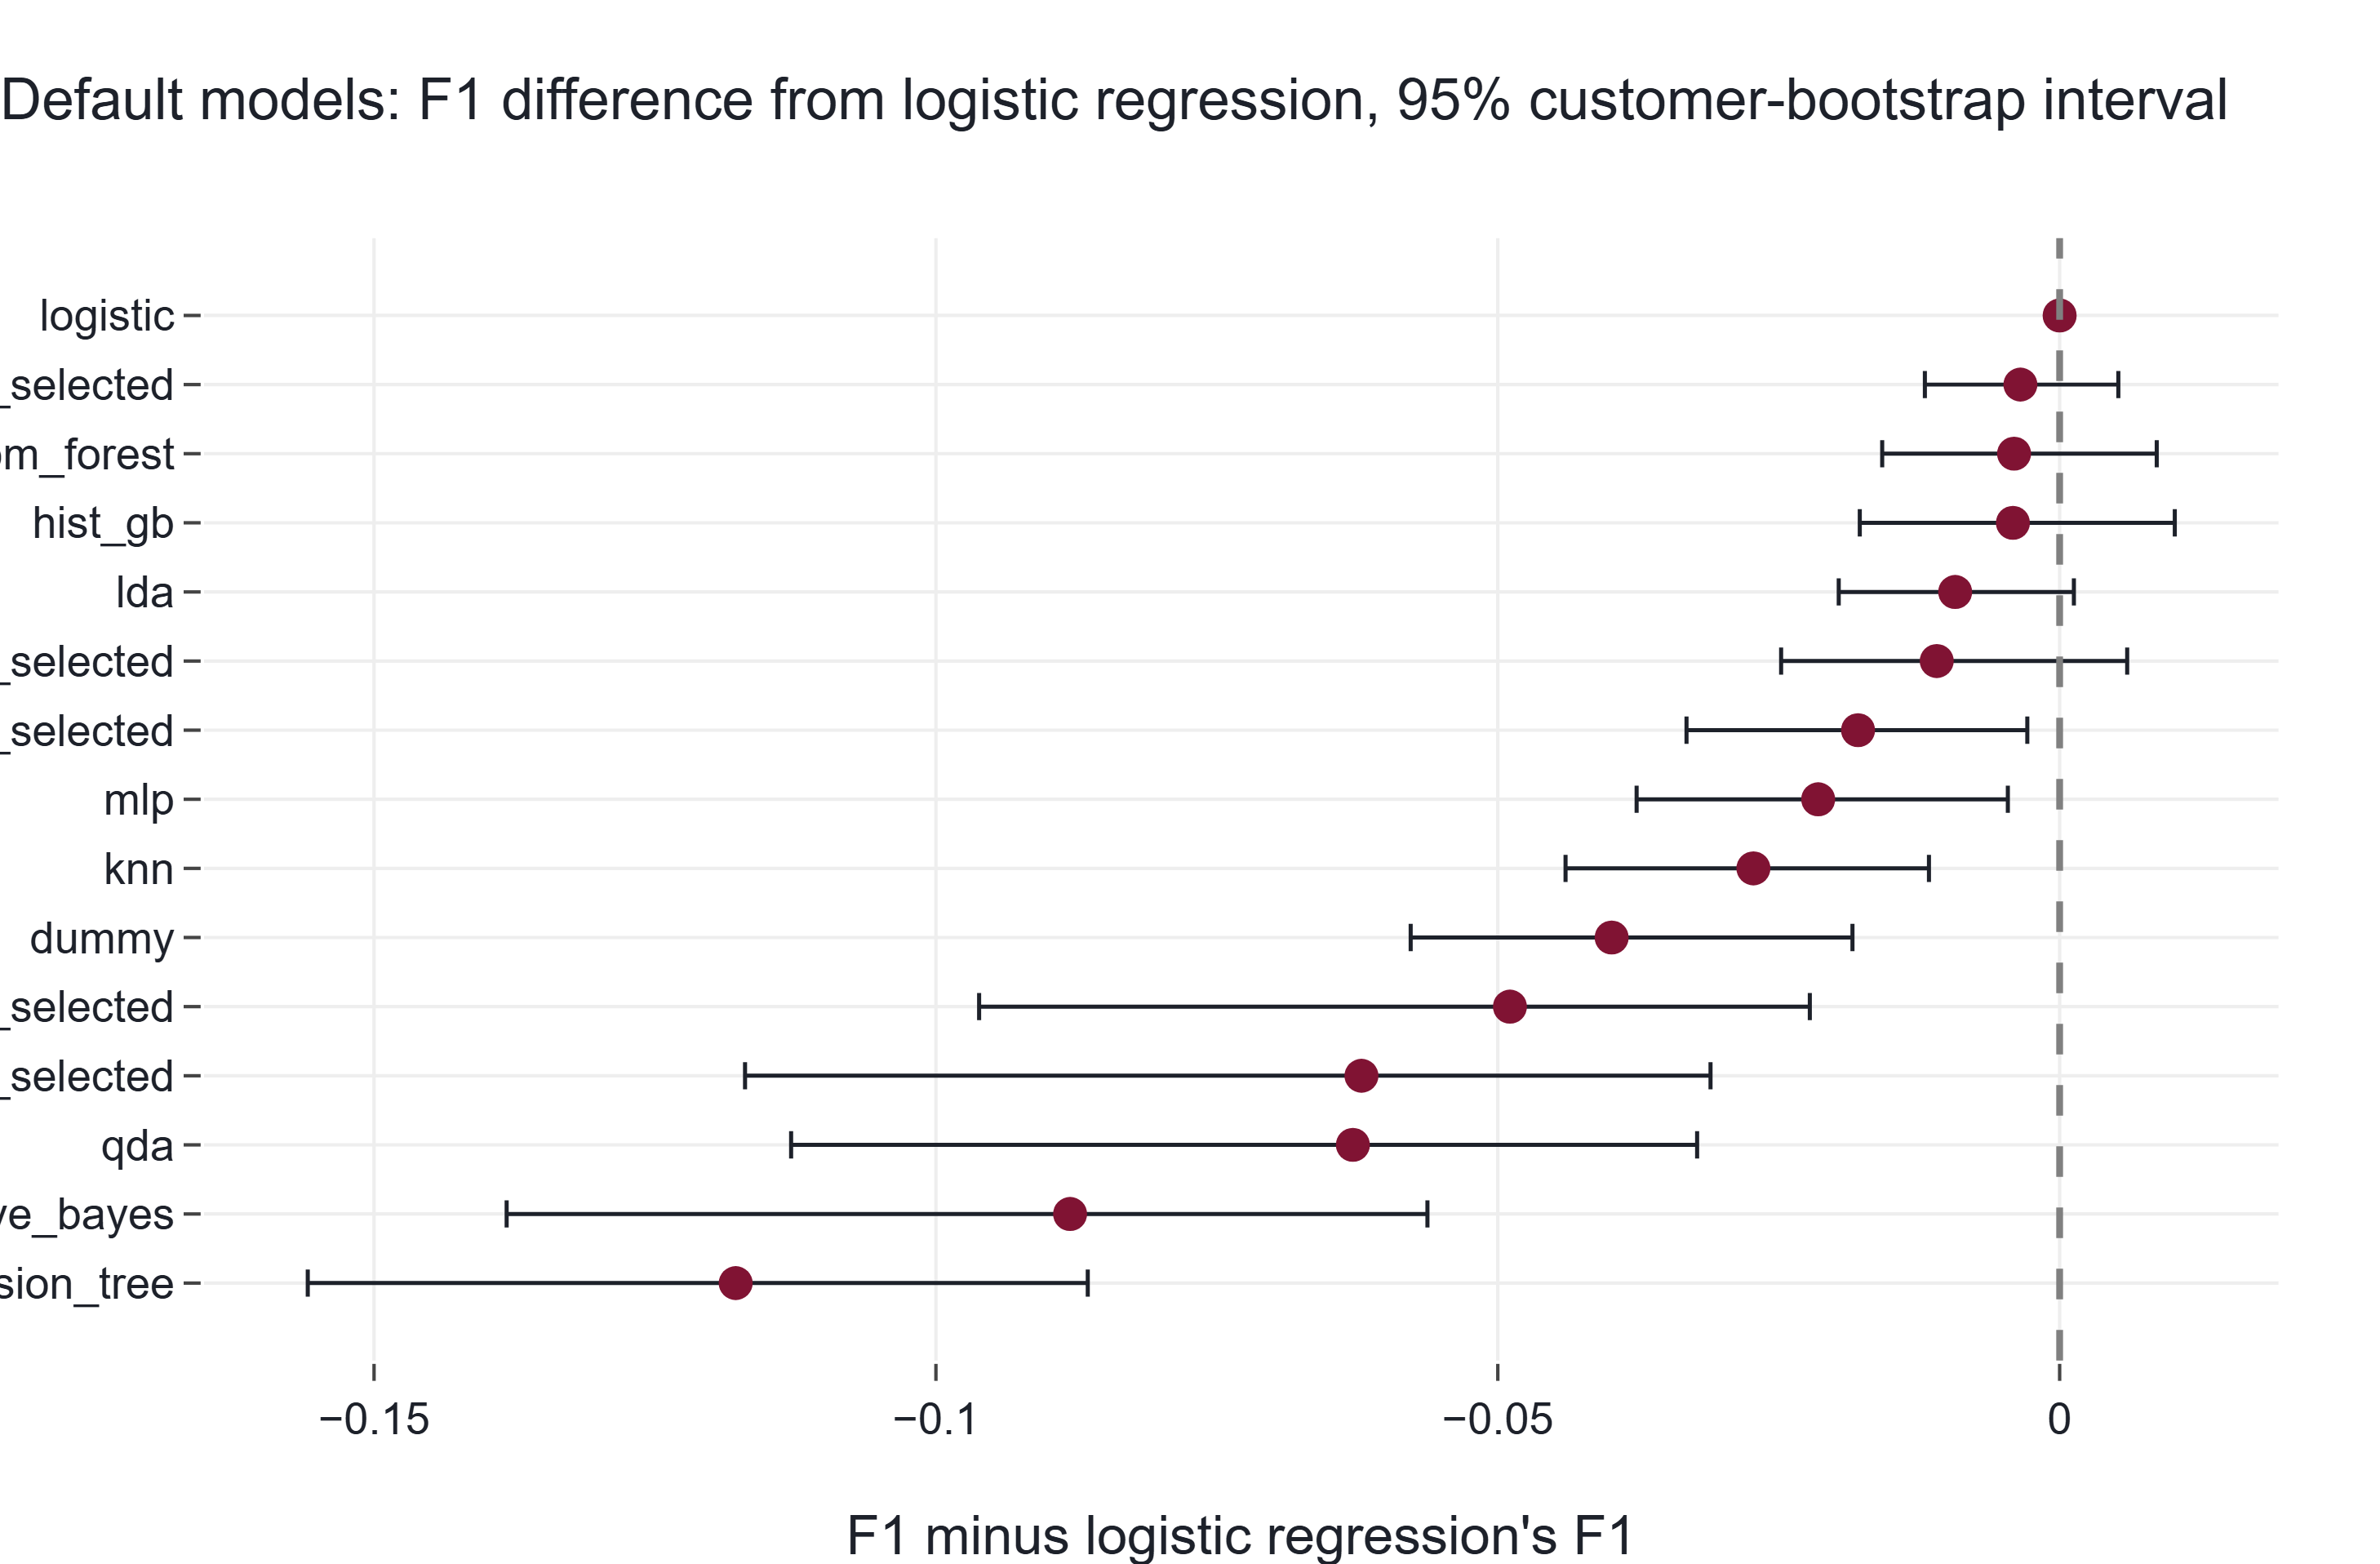 Default models: F1 difference from logistic regression, 95% customer-bootstrap interval
logistic
_selected
om_forest
hist_gb
lda
_selected
_selected
mlp
knn
dummy
_selected
_selected
qda
ve_bayes
sion_tree
−0.15
−0.1
−0.05
0
F1 minus logistic regression's F1